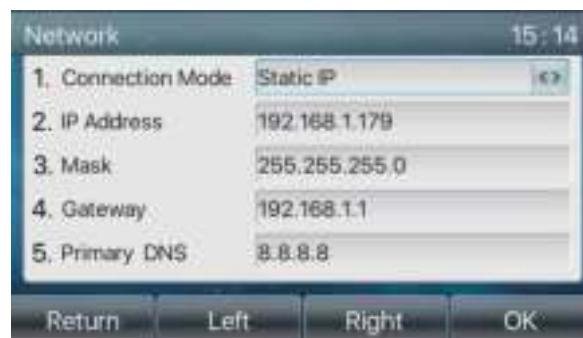 Network 15:14
1. Connection Mode Static IP <>
2. IP Address 192.168.1.179
3. Mask 255.255.255.0
4. Gateway 192.168.1.1
5. Primary DNS 8.8.8.8
Return Left Right OK